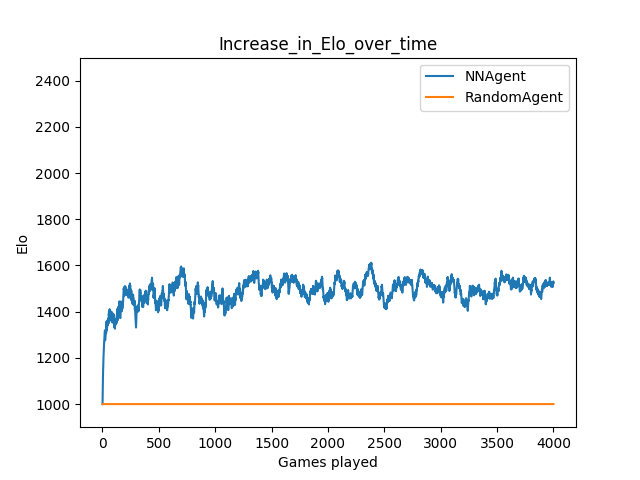 Increase_in_Elo_over_time
NNAgent
RandomAgent
2400
2200
2000
1800
1600
1400
1200
1000
Elo
0 500 1000 1500 2000 2500 3000 3500 4000
Games played